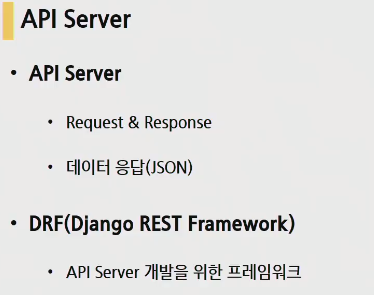 API Server
• API Server
• Request & Response
• 데이터 응답(JSON)
• DRF(Django REST Framework)
• API Server 개발을 위한 프레임워크